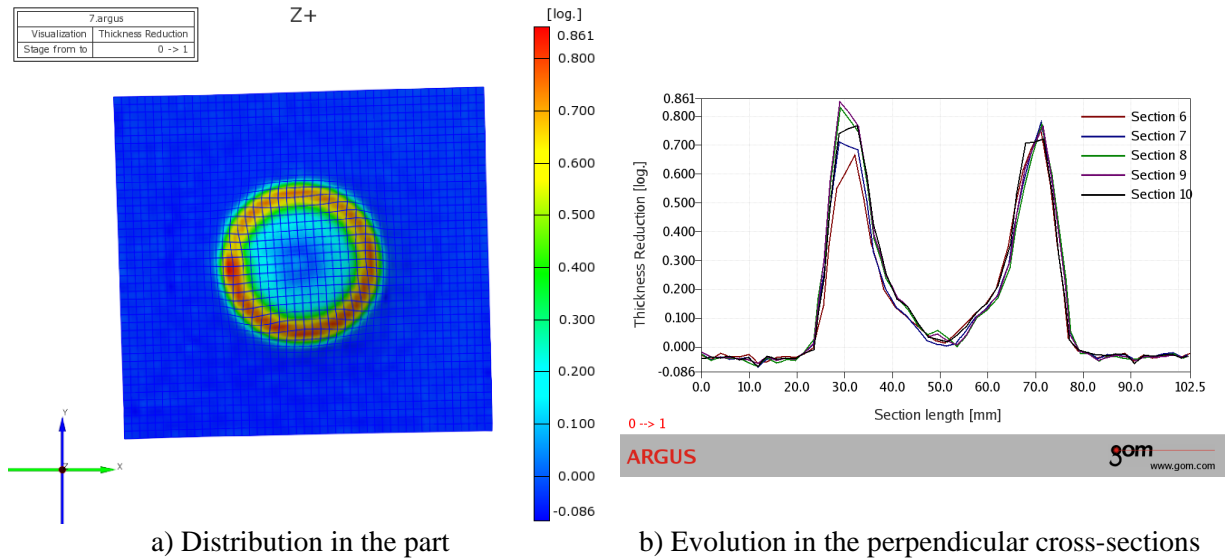 7.argus
Visualization Thickness Reduction
Stage from to 0 -> 1
Z+
[log.]
0.861
0.800
0.700
0.600
0.500
0.400
0.300
0.200
0.100
0.000
-0.086
Y
Z
X
a) Distribution in the part
0.861
0.800
0.700
0.600
0.500
0.400
0.300
0.200
0.100
0.000
-0.086
Thickness Reduction [log.]
Section 6
Section 7
Section 8
Section 9
Section 10
0.0 10.0 20.0 30.0 40.0 50.0 60.0 70.0 80.0 90.0 102.5
Section length [mm]
0 --> 1
ARGUS
gom
www.gom.com
b) Evolution in the perpendicular cross-sections